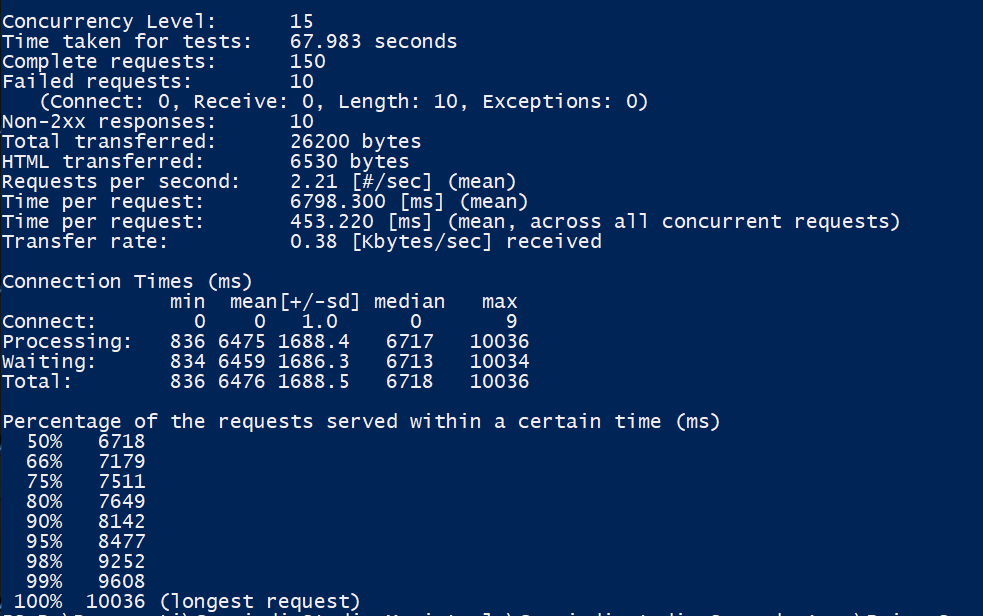 Concurrency Level:      15
Time taken for tests:   67.983 seconds
Complete requests:      150
Failed requests:        10
   (Connect: 0, Receive: 0, Length: 10, Exceptions: 0)
Non-2xx responses:      10
Total transferred:      26200 bytes
HTML transferred:       6530 bytes
Requests per second:    2.21 [#/sec] (mean)
Time per request:       6798.300 [ms] (mean)
Time per request:       453.220 [ms] (mean, across all concurrent requests)
Transfer rate:          0.38 [Kbytes/sec] received
Connection Times (ms)
              min  mean[+/-sd] median   max
Connect:        0    0   1.0      0       9
Processing:   836 6475 1688.4   6717   10036
Waiting:      834 6459 1686.3   6713   10034
Total:        836 6476 1688.5   6718   10036
Percentage of the requests served within a certain time (ms)
  50%   6718
  66%   7179
  75%   7511
  80%   7649
  90%   8142
  95%   8477
  98%   9252
  99%   9608
 100%  10036 (longest request)